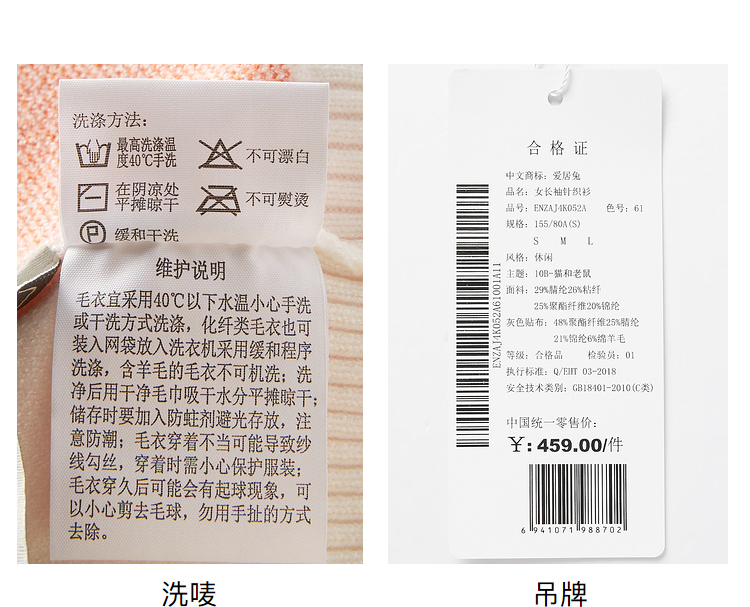 洗涤方法:
最高洗涤温
度40℃手洗
不可漂白
在阴凉处
平摊晾干
不可熨烫
P
缓和干洗
维护说明
毛衣宜采用40℃以下水温小心手洗
或干洗方式洗涤，化纤类毛衣也可
装入网袋放入洗衣机采用缓和程序
洗涤，含羊毛的毛衣不可机洗；洗
净后用干净毛巾吸干水分平摊晾干；
储存时要加入防蛀剂避光存放，注
意防潮；毛衣穿着不当可能导致纱
线勾丝，穿着时需小心保护服装；
毛衣穿久后可能会有起球现象，可
以小心剪去毛球，勿用手扯的方式
去除。
洗唛
合格证
中文商标：爱居兔
品名：女长袖针织衫
品号：ENZAJ4K052A 色号：61
规格：155/80A(S)
S M L
风格：休闲
主题：10B-猫和老鼠
面料：29%腈纶26%粘纤
25%聚酯纤维20%锦纶
灰色贴布：48%聚酯纤维25%腈纶
21%锦纶6%绵羊毛
等级：合格品 检验员：01
执行标准：Q/EHT 03-2018
安全技术类别：GB18401-2010(C类)
ENZAJ4K052A61001A11
中国统一零售价：
¥：459.00/件
6 941071 988702
吊牌